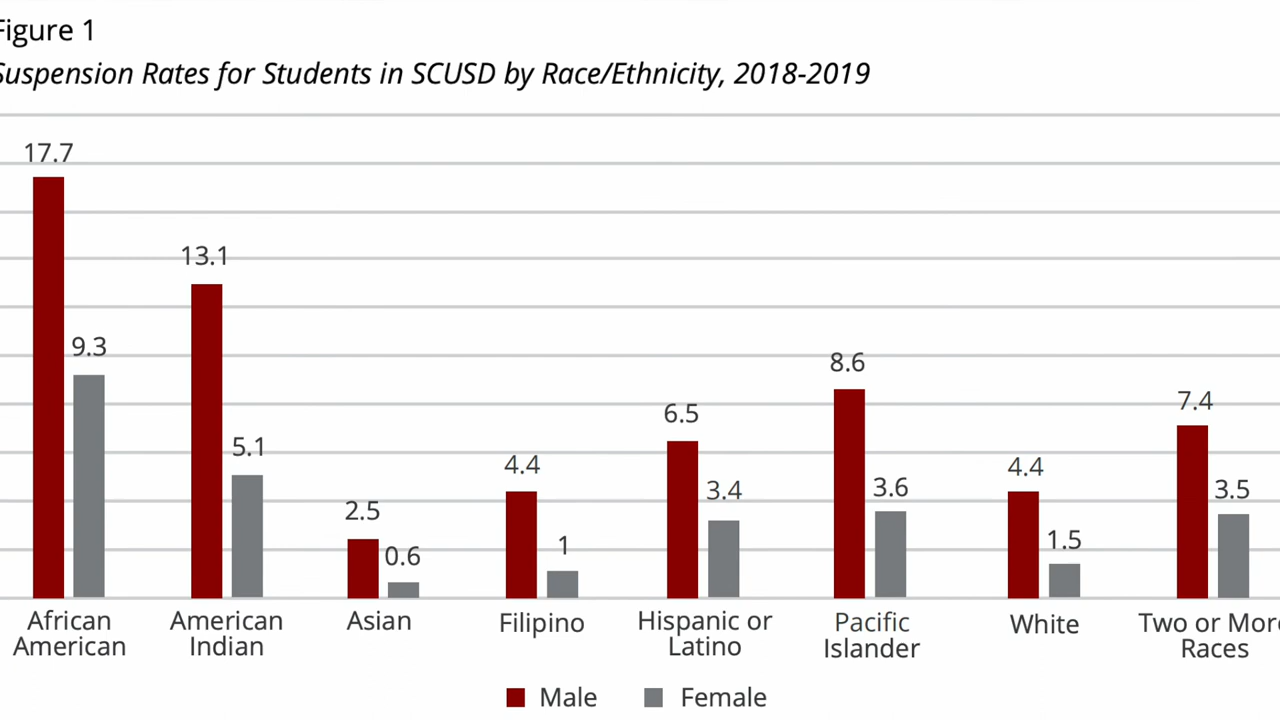 Figure 1
Suspension Rates for Students in SCUSD by Race/Ethnicity, 2018-2019
17.7
9.3
13.1
5.1
2.5
0.6
4.4
1
6.5
3.4
8.6
3.6
4.4
1.5
7.4
3.5
African
American
American
Indian
Asian
Filipino
Hispanic or
Latino
Pacific
Islander
White
Two or More
Races
Male
Female